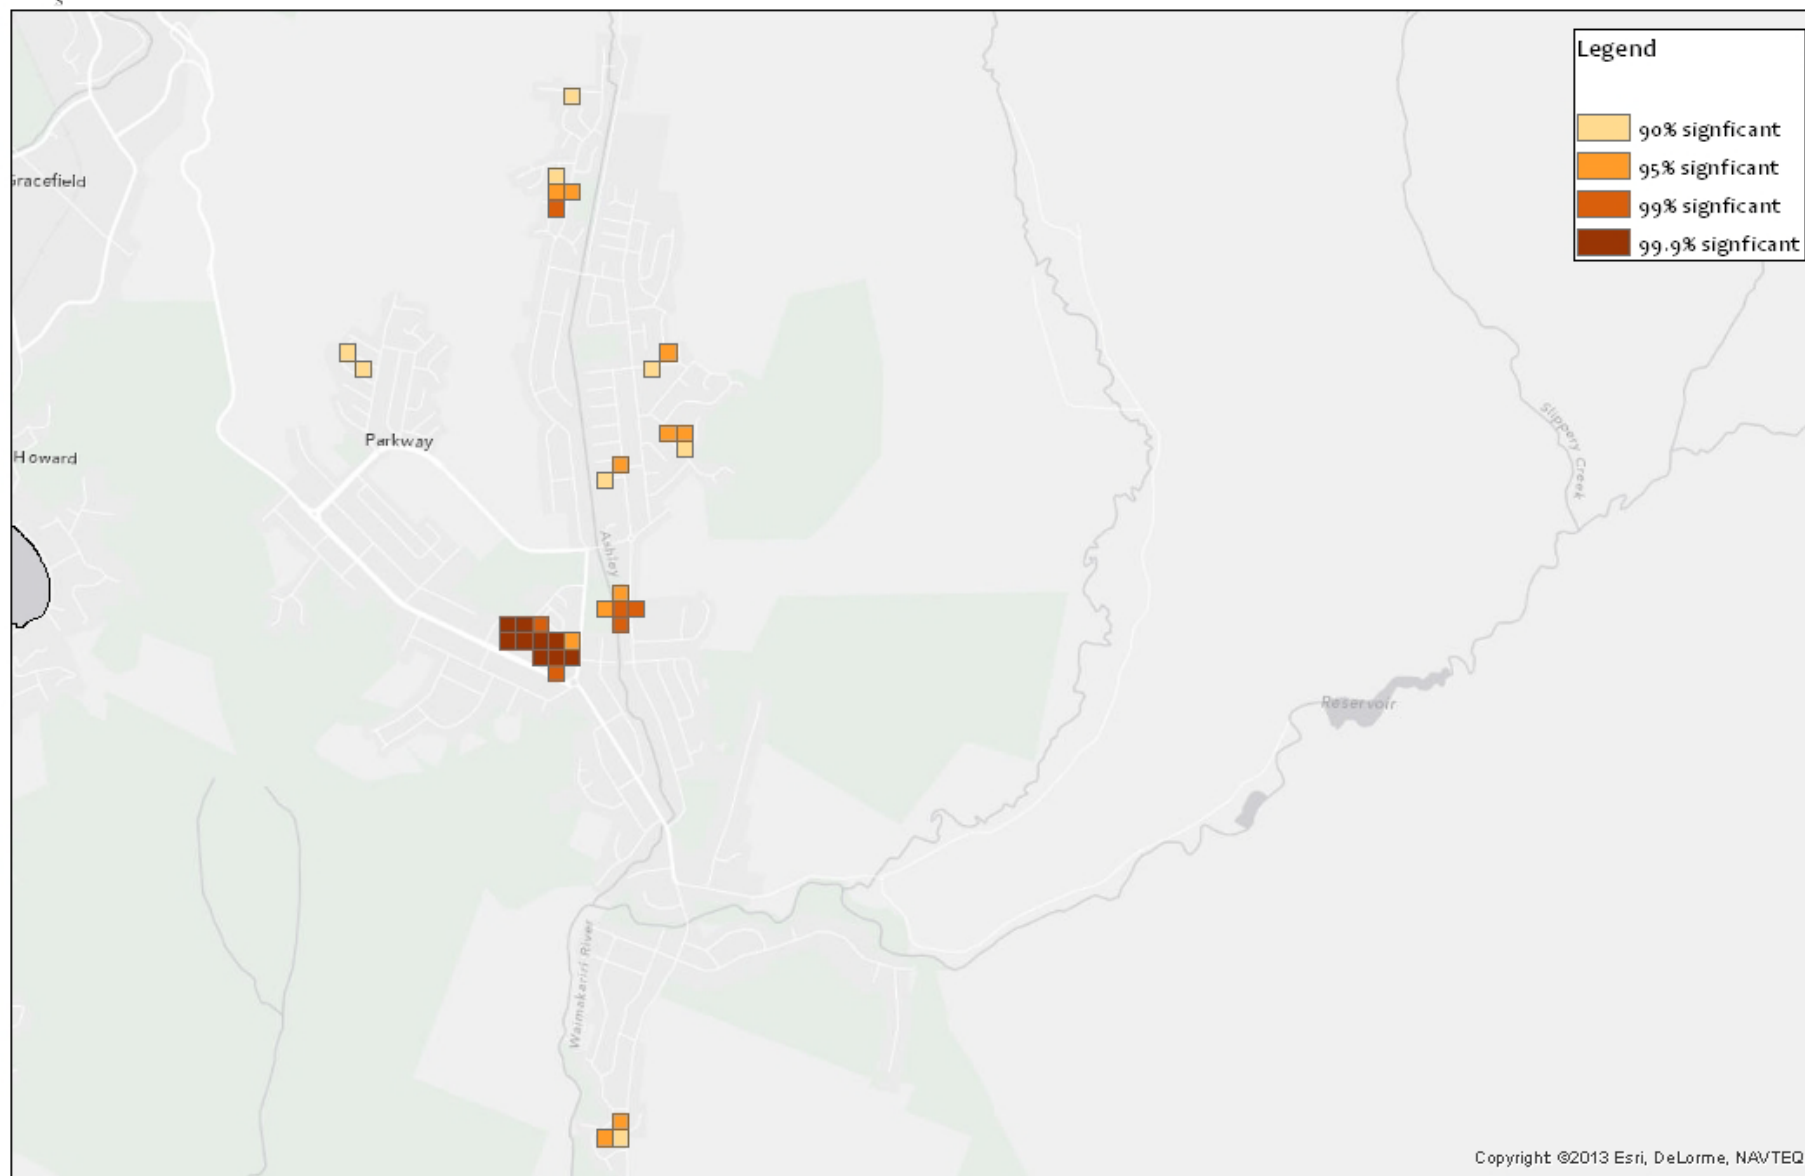 s
Legend
90% signficant
95% signficant
99% signficant
99.9% signficant
Gracefield
Parkway
Howard
Slippery Creek
Ashley
Reservoir
Waimakariri River
Copyright ©2013 Esri, DeLorme, NAVTEQ